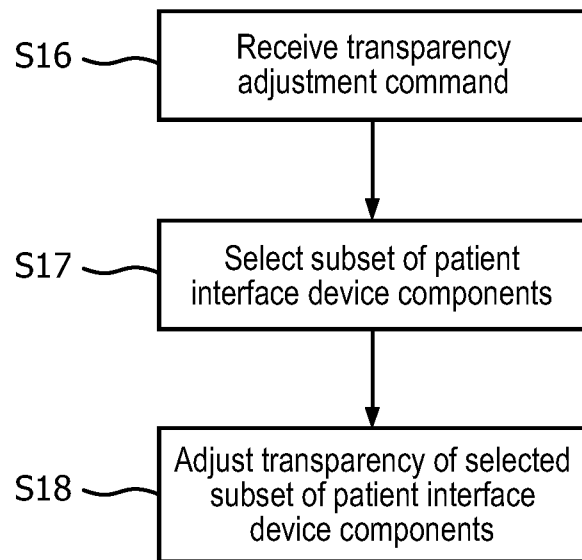 S16
Receive transparency
adjustment command
S17
Select subset of patient
interface device components
S18
Adjust transparency of selected
subset of patient interface
device components